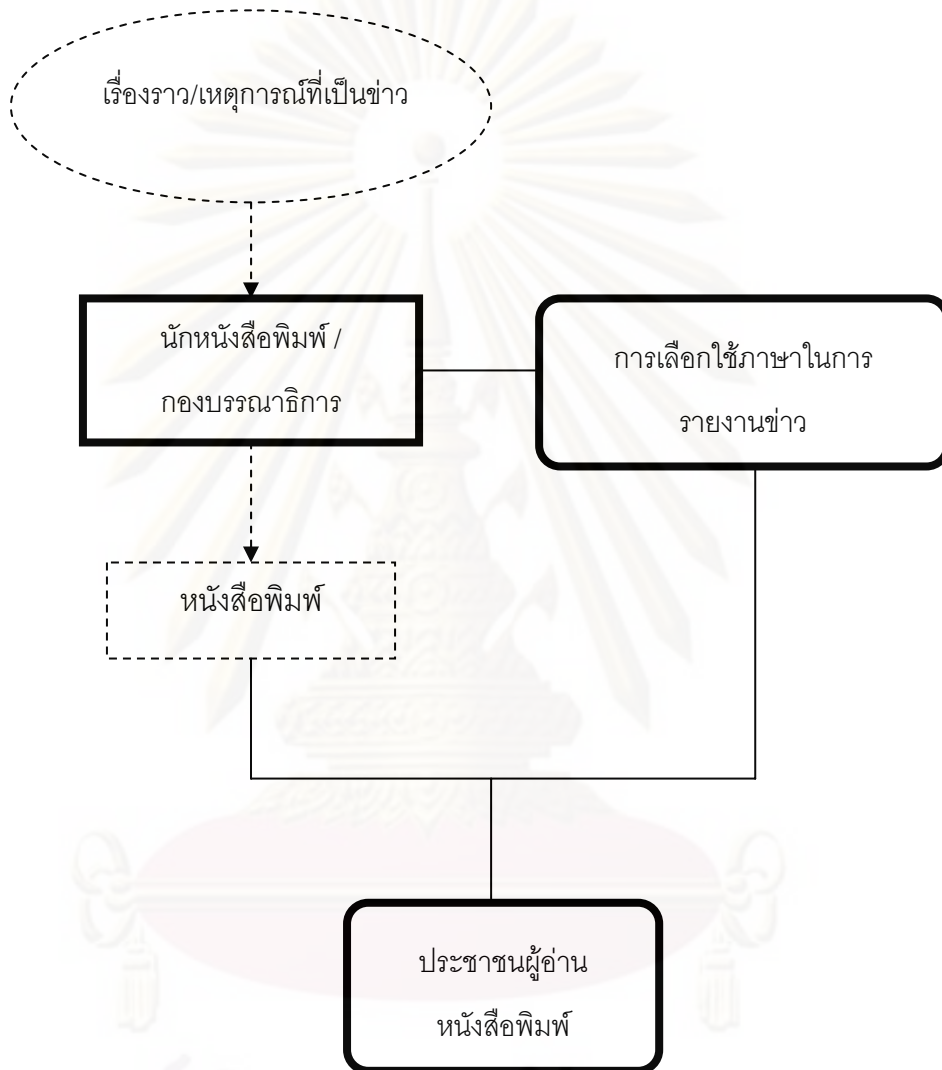 เรื่องราว/เหตุการณ์ที่เป็นข่าว
นักหนังสือพิมพ์ /
กองบรรณาธิการ
การเลือกใช้ภาษาในการ
รายงานข่าว
หนังสือพิมพ์
ประชาชนผู้อ่าน
หนังสือพิมพ์